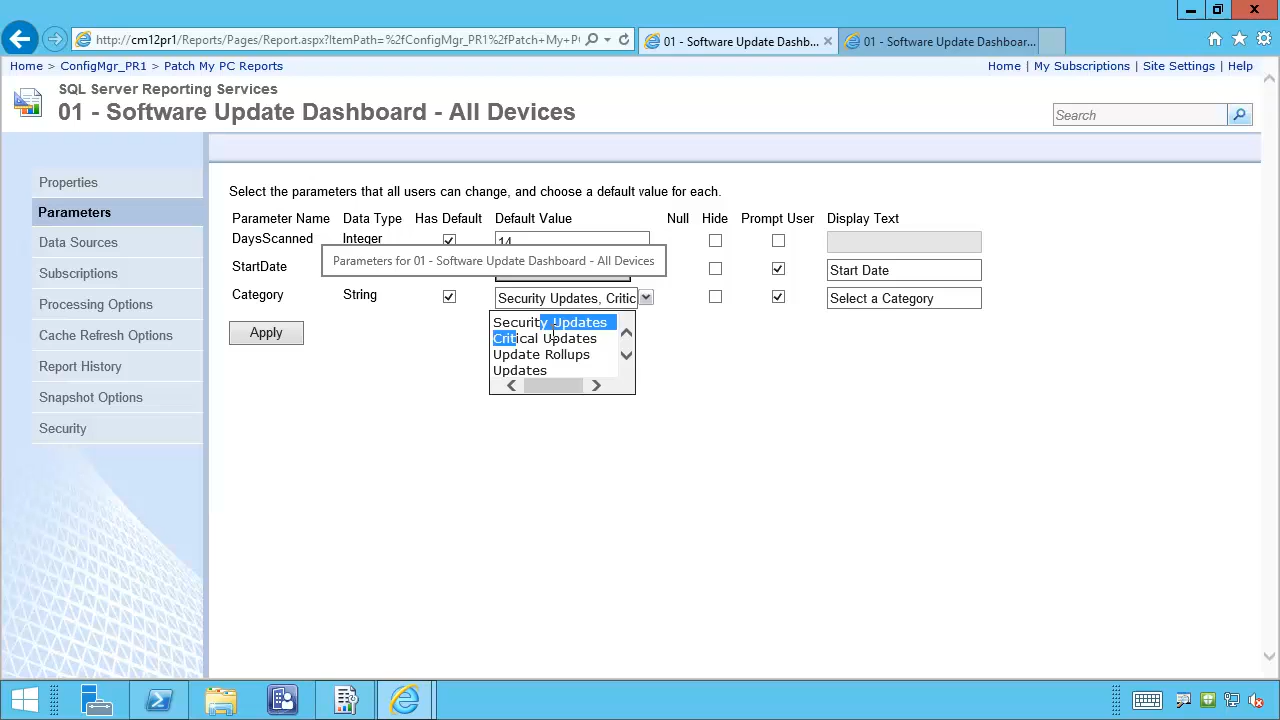 http://cm12pr1/Reports/Pages/Report.aspx?ItemPath=%2fConfigMgr_PR1%2fPatch+My+P(
01 - Software Update Dashb...
01 - Software Update Dashboard...
Home > ConfigMgr_PR1 > Patch My PC Reports
Home | My Subscriptions | Site Settings | Help
SQL Server Reporting Services
01 - Software Update Dashboard - All Devices
Search
Properties
Parameters
Data Sources
Subscriptions
Processing Options
Cache Refresh Options
Report History
Snapshot Options
Security
Select the parameters that all users can change, and choose a default value for each.
Parameter Name Data Type Has Default Default Value Null Hide Prompt User Display Text
DaysScanned Integer 14
Parameters for 01 - Software Update Dashboard - All Devices
StartDate Start Date
Category String Security Updates, Critic Select a Category
Security Updates
Critical Updates
Update Rollups
Updates
Apply